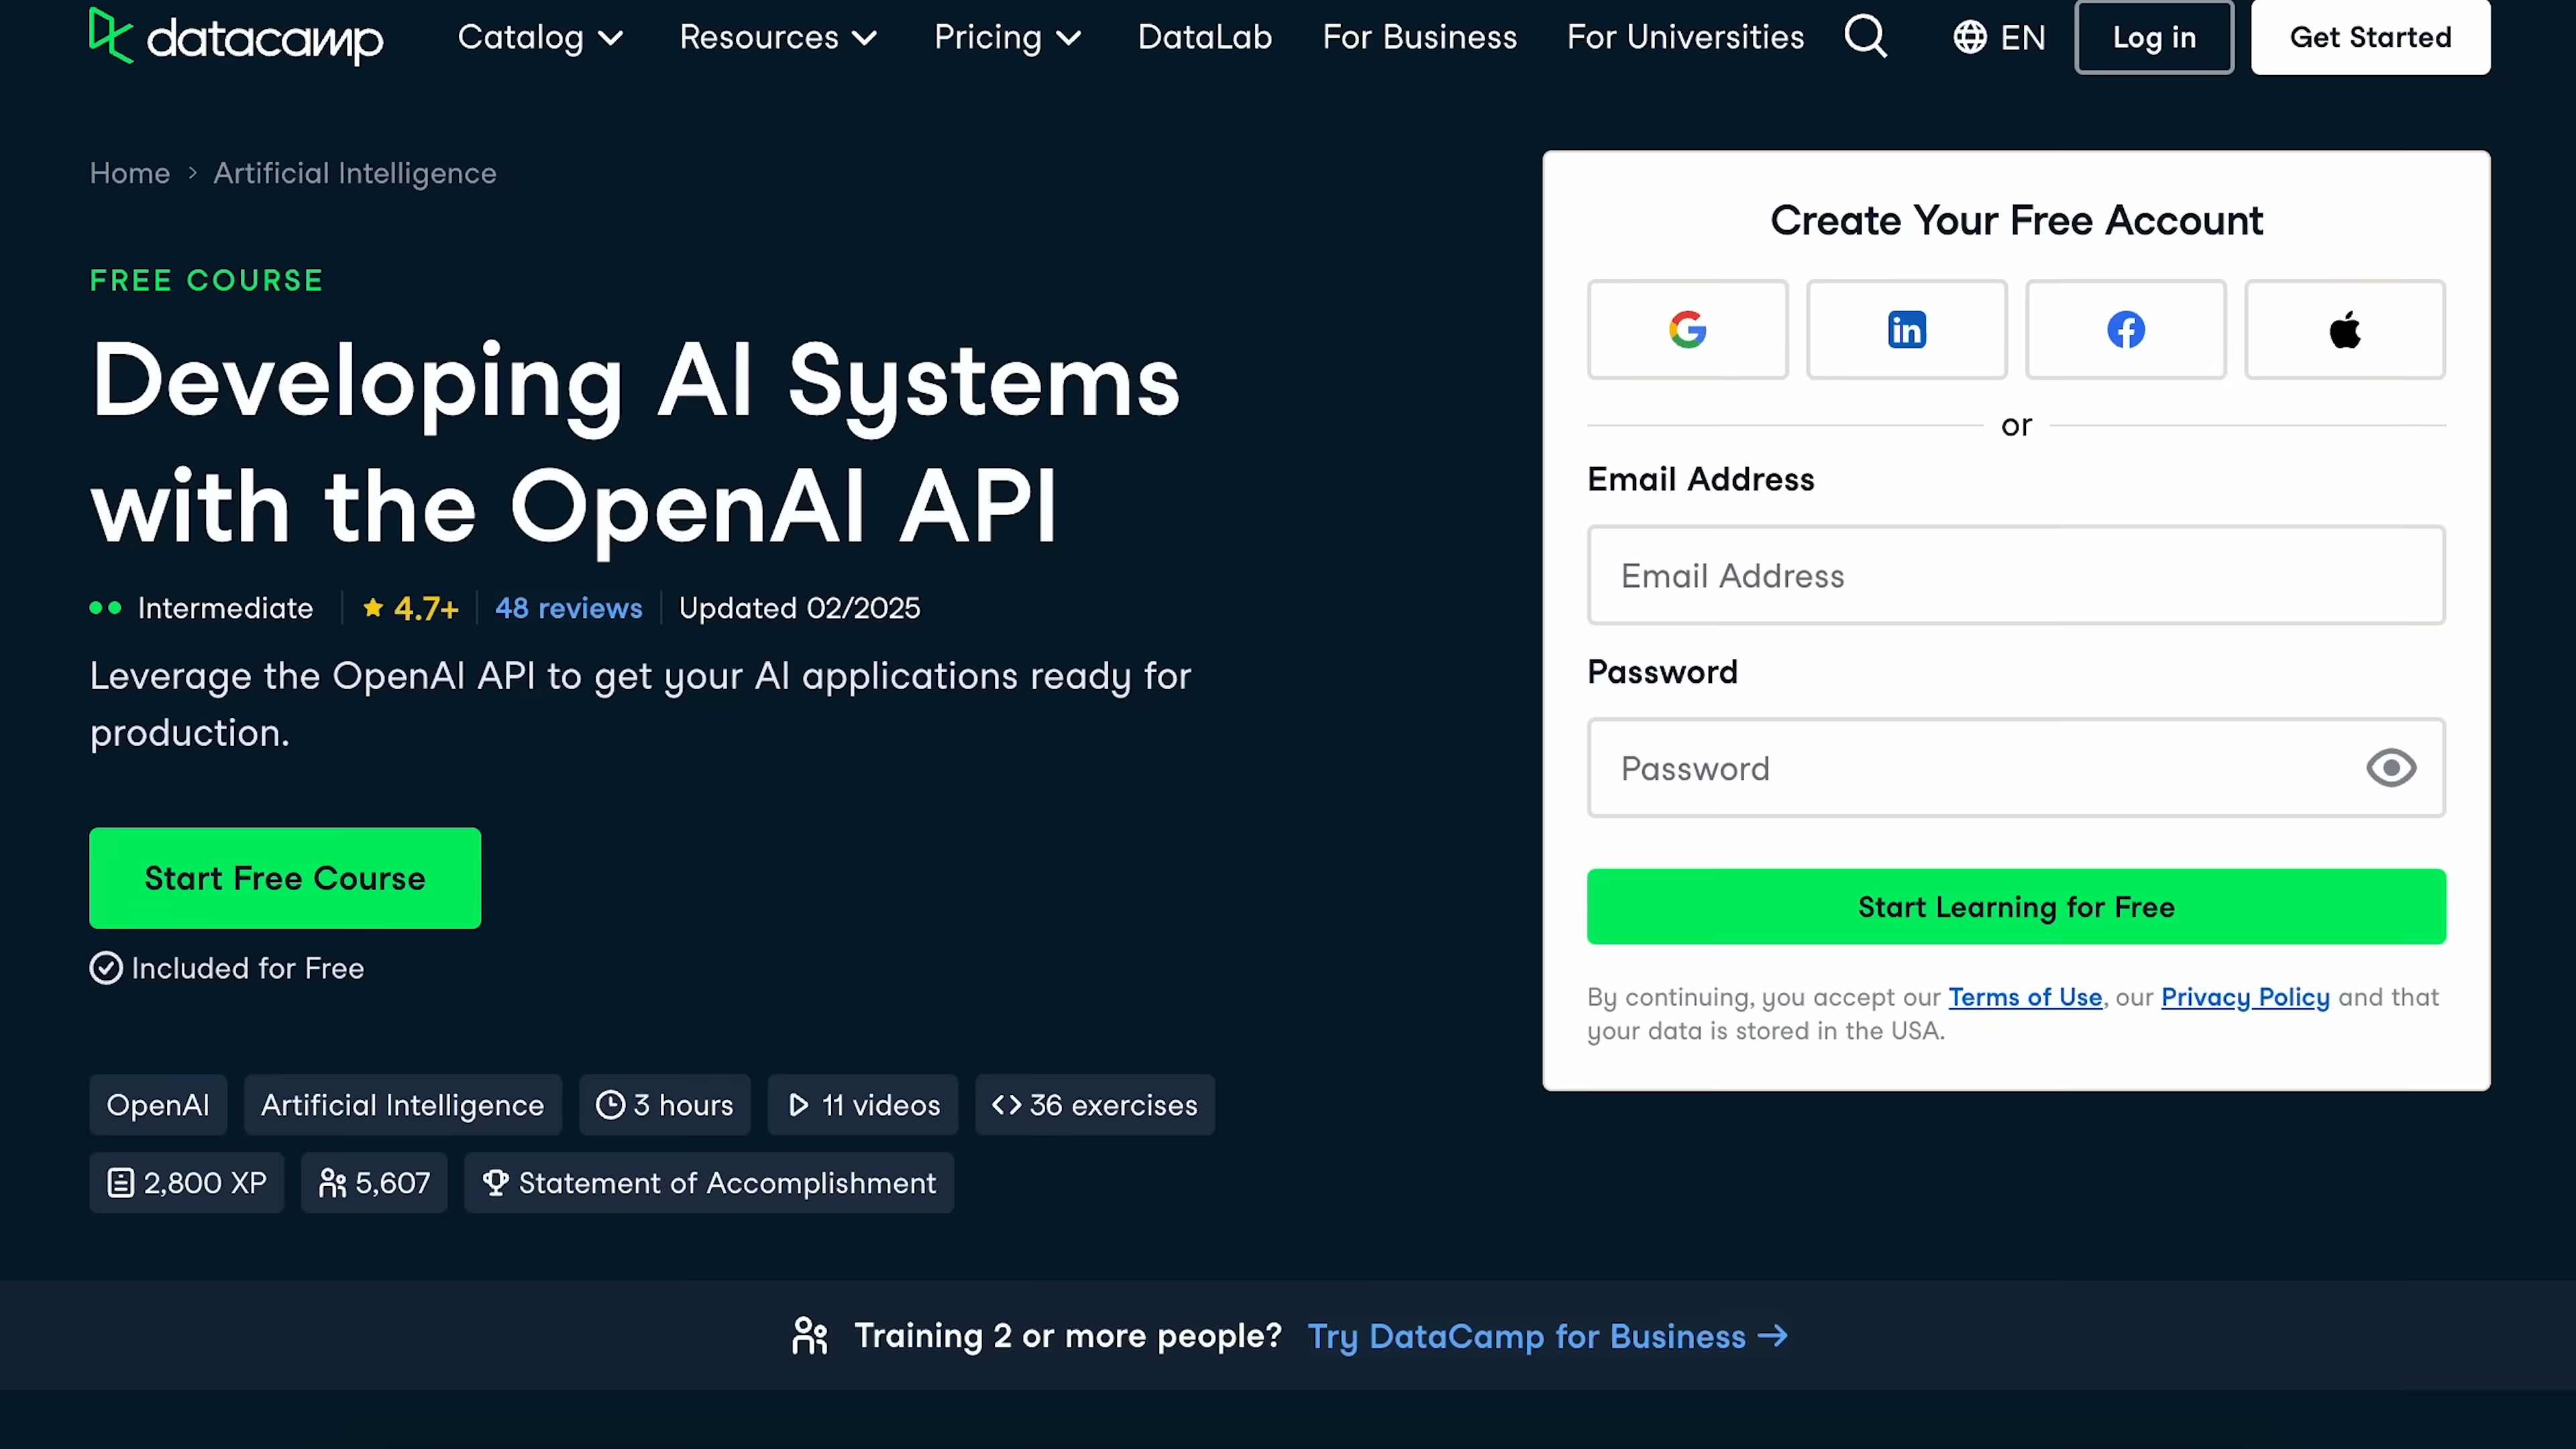 datacamp Catalog Resources Pricing DataLab For Business For Universities EN Log in Get Started
Home > Artificial Intelligence
FREE COURSE
Developing AI Systems
with the OpenAI API
Intermediate 4.7+ 48 reviews Updated 02/2025
Leverage the OpenAI API to get your AI applications ready for
production.
Start Free Course
Included for Free
OpenAI Artificial Intelligence 3 hours 11 videos 36 exercises
2,800 XP 5,607 Statement of Accomplishment
Create Your Free Account
or
Email Address
Email Address
Password
Password
Start Learning for Free
By continuing, you accept our Terms of Use, our Privacy Policy and that
your data is stored in the USA.
Training 2 or more people? Try DataCamp for Business →